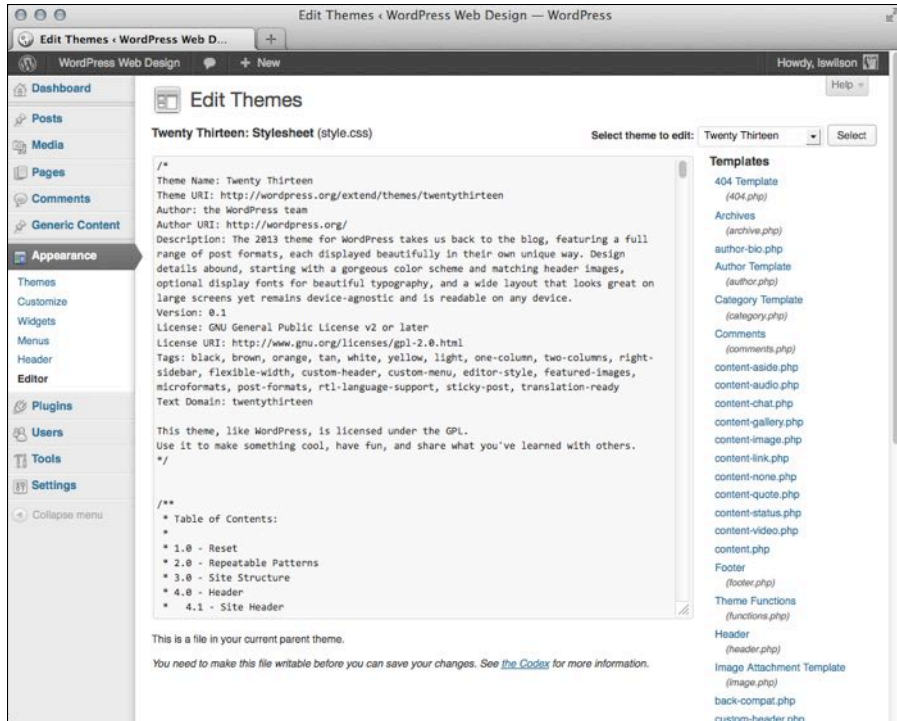 Edit Themes ‹ WordPress Web Design — WordPress
Edit Themes ‹ WordPress Web D...
WordPress Web Design
+ New
Howdy, lswilson
Help
Dashboard
Posts
Media
Pages
Comments
Generic Content
Appearance
Themes
Customize
Widgets
Menus
Header
Editor
Plugins
Users
Tools
Settings
Collapse menu
Edit Themes
Twenty Thirteen: Stylesheet (style.css)
Select theme to edit: Twenty Thirteen Select
/*
Theme Name: Twenty Thirteen
Theme URI: http://wordpress.org/extend/themes/twentythirteen
Author: the WordPress team
Author URI: http://wordpress.org/
Description: The 2013 theme for WordPress takes us back to the blog, featuring a full
range of post formats, each displayed beautifully in their own unique way. Design
details abound, starting with a gorgeous color scheme and matching header images,
optional display fonts for beautiful typography, and a wide layout that looks great on
large screens yet remains device-agnostic and is readable on any device.
Version: 0.1
License: GNU General Public License v2 or later
License URI: http://www.gnu.org/licenses/gpl-2.0.html
Tags: black, brown, orange, tan, white, yellow, light, one-column, two-columns, right-
sidebar, flexible-width, custom-header, custom-menu, editor-style, featured-images,
microformats, post-formats, rtl-language-support, sticky-post, translation-ready
Text Domain: twentythirteen
This theme, like WordPress, is licensed under the GPL.
Use it to make something cool, have fun, and share what you've learned with others.
*/
/**
* Table of Contents:
*
* 1.0 - Reset
* 2.0 - Repeatable Patterns
* 3.0 - Site Structure
* 4.0 - Header
* 4.1 - Site Header
This is a file in your current parent theme.
You need to make this file writable before you can save your changes. See the Codex for more information.
Templates
404 Template
(404.php)
Archives
(archive.php)
author-bio.php
Author Template
(author.php)
Category Template
(category.php)
Comments
(comments.php)
content-aside.php
content-audio.php
content-chat.php
content-gallery.php
content-image.php
content-link.php
content-none.php
content-quote.php
content-status.php
content-video.php
content.php
Footer
(footer.php)
Theme Functions
(functions.php)
Header
(header.php)
Image Attachment Template
(image.php)
back-compat.php
custom-header.php